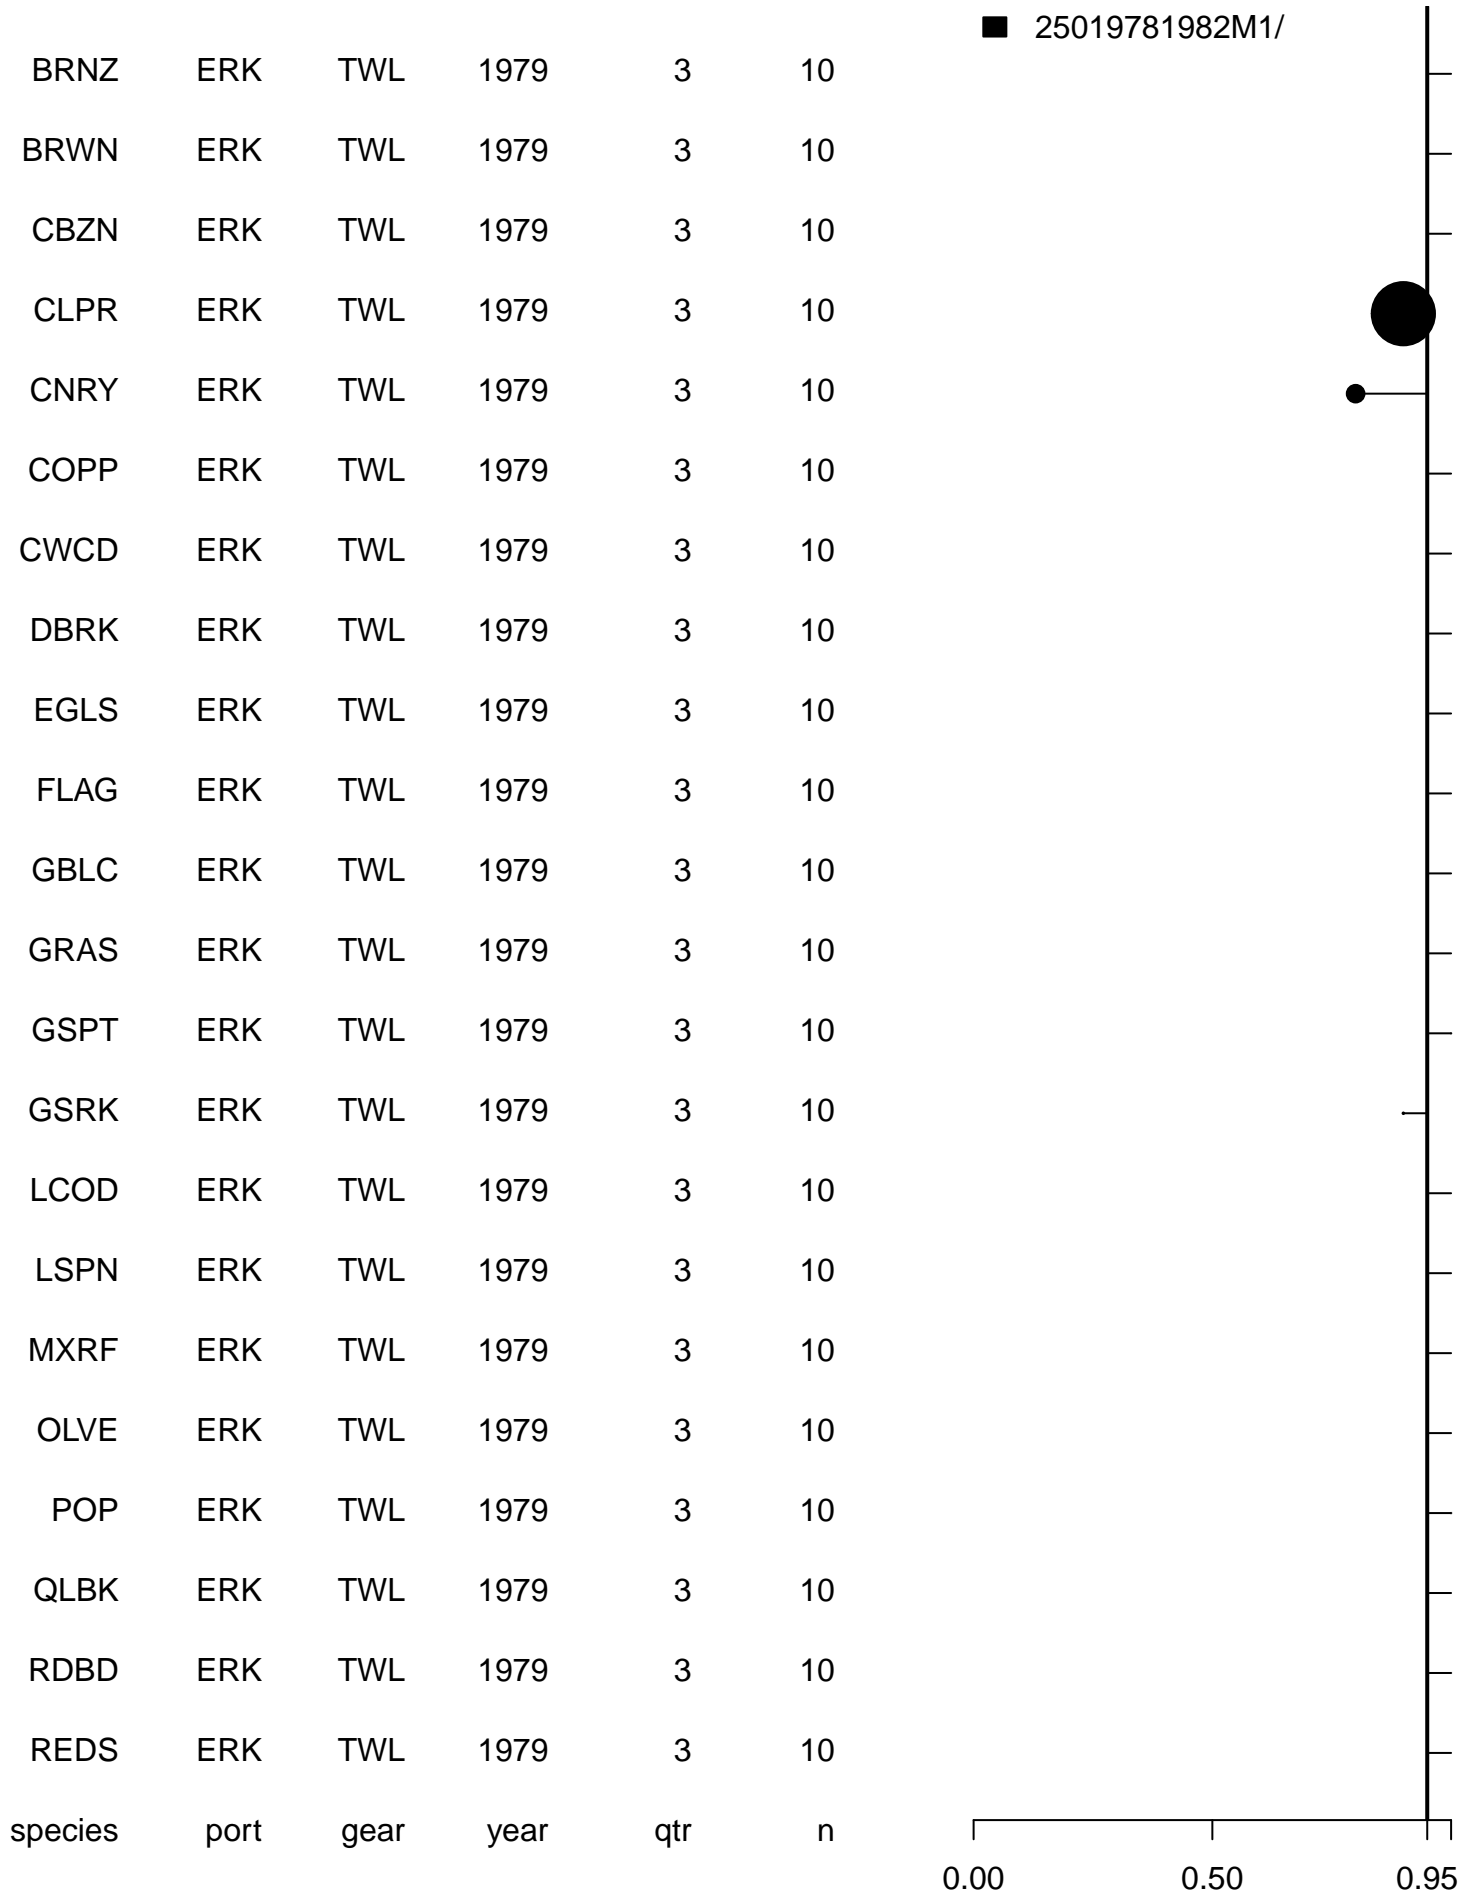 25019781982M1/
BRNZ ERK TWL 1979 3 10
BRWN ERK TWL 1979 3 10
CBZN ERK TWL 1979 3 10
CLPR ERK TWL 1979 3 10
CNRY ERK TWL 1979 3 10
COPP ERK TWL 1979 3 10
CWCD ERK TWL 1979 3 10
DBRK ERK TWL 1979 3 10
EGLS ERK TWL 1979 3 10
FLAG ERK TWL 1979 3 10
GBLC ERK TWL 1979 3 10
GRAS ERK TWL 1979 3 10
GSPT ERK TWL 1979 3 10
GSRK ERK TWL 1979 3 10
LCOD ERK TWL 1979 3 10
LSPN ERK TWL 1979 3 10
MXRF ERK TWL 1979 3 10
OLVE ERK TWL 1979 3 10
POP ERK TWL 1979 3 10
QLBK ERK TWL 1979 3 10
RDBD ERK TWL 1979 3 10
REDS ERK TWL 1979 3 10
species port gear year qtr n
0.00 0.50 0.95